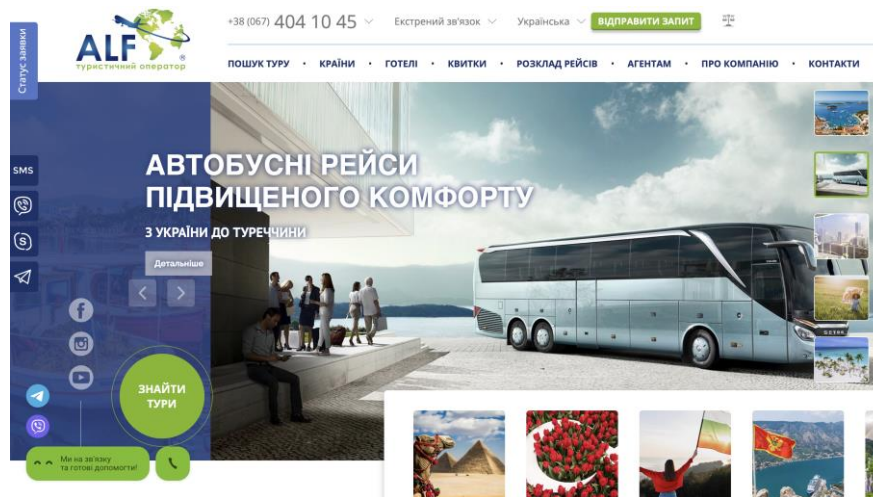 Статус заявки
ALF
®
туристичний оператор
+38 (067) 404 10 45
Екстрений зв'язок
Українська
ВІДПРАВИТИ ЗАПИТ
ПОШУК ТУРУ · КРАЇНИ · ГОТЕЛІ · КВИТКИ · РОЗКЛАД РЕЙСІВ · АГЕНТАМ · ПРО КОМПАНІЮ · КОНТАКТИ
SMS
АВТОБУСНІ РЕЙСИ
ПІДВИЩЕНОГО КОМФОРТУ
З УКРАЇНИ ДО ТУРЕЧЧИНИ
Детальніше
SETRA
ЗНАЙТИ
ТУРИ
Ми на зв'язку
та готові допомогти!